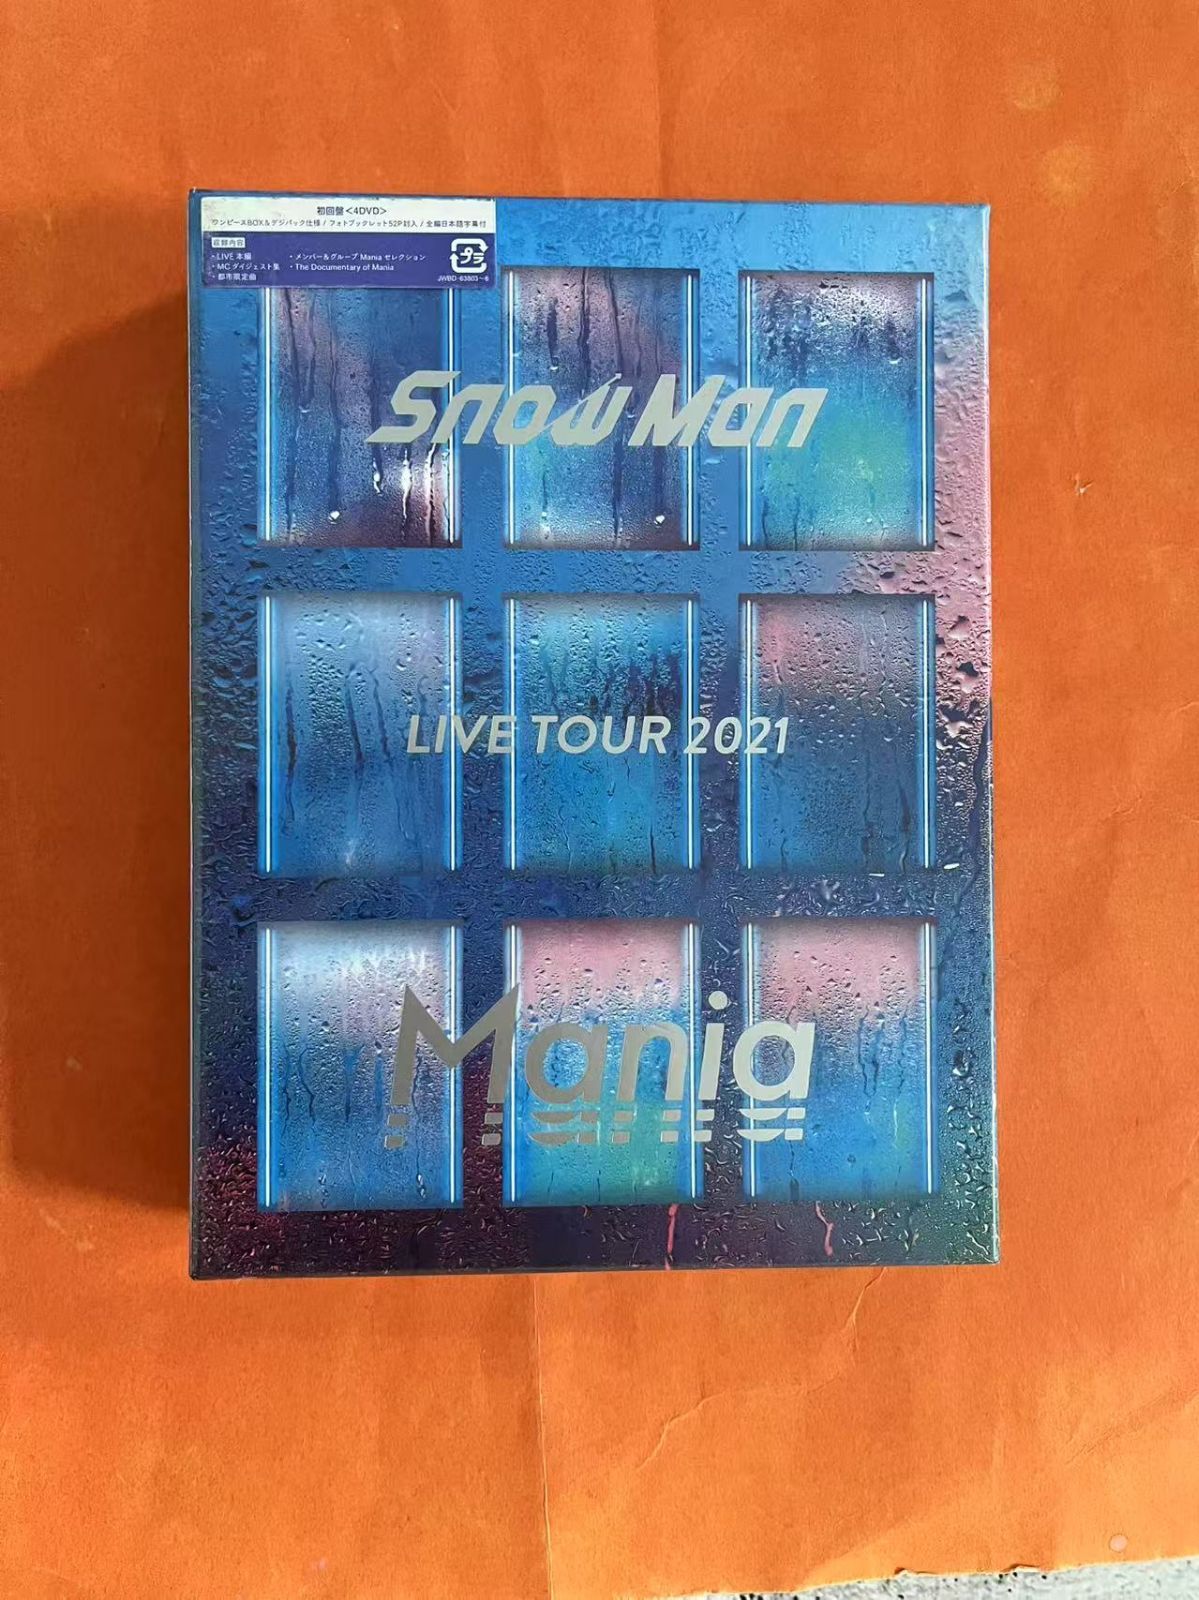 初回盤<4DVD>
ワンピースBOX&デジパック仕様 / フォトブックレット52P封入 / 全編日本語字幕付
収録内容
・LIVE 本編
・メンバー&グループ Mania セレクション
・MC ダイジェスト集
・The Documentary of Mania
・都市限定曲
プラ
JWBD-63803~6
Snow Man
LIVE TOUR 2021
Mania